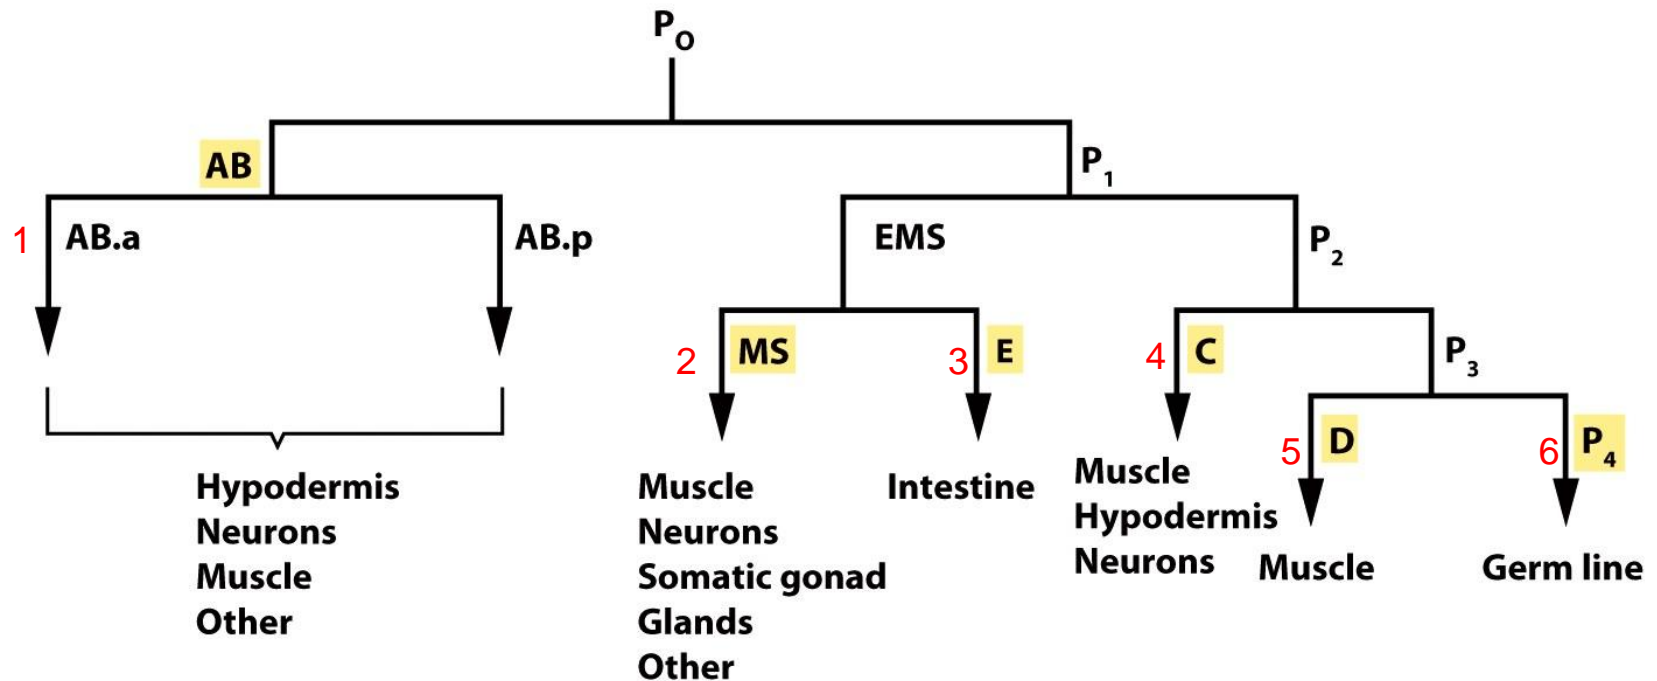 P₀
AB
P₁
1 AB.a
AB.p
EMS
P₂
2 MS
3 E
4 C
P₃
5 D
6 P₄
Hypodermis
Neurons
Muscle
Other
Muscle
Neurons
Somatic gonad
Glands
Other
Intestine
Muscle
Hypodermis
Neurons
Muscle
Germ line